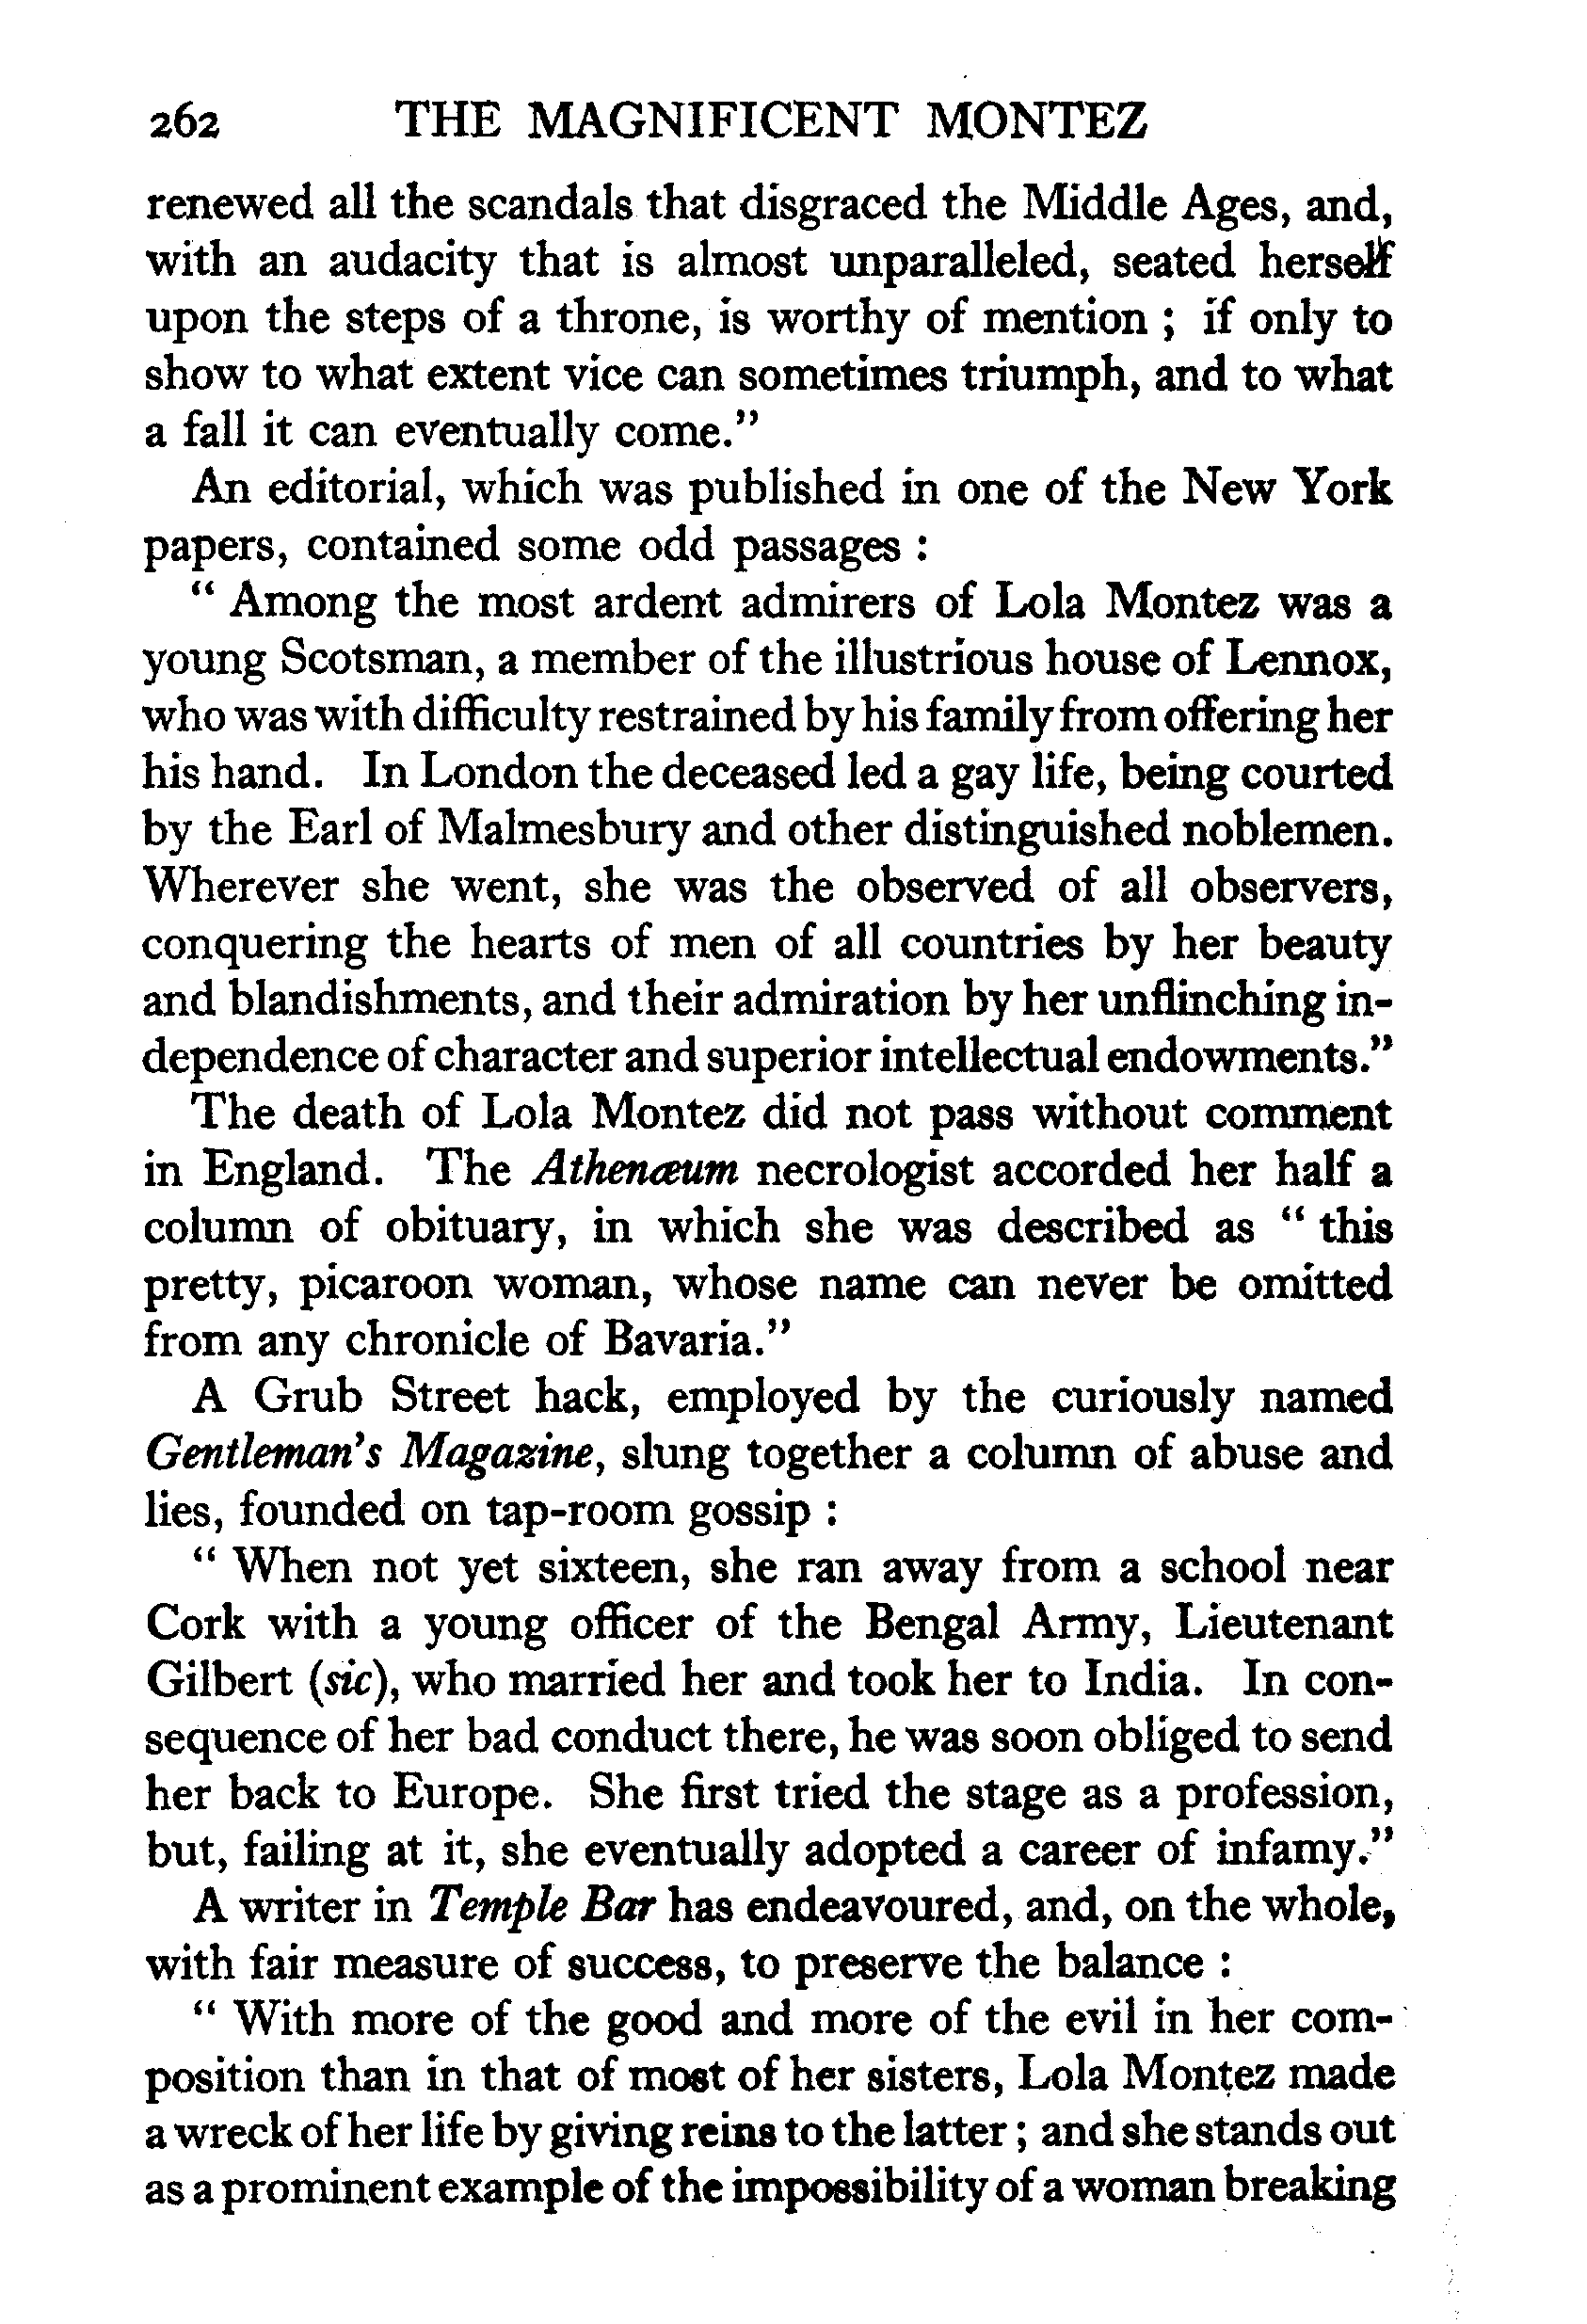 262 THE MAGNIFICENT MONTEZ
renewed all the scandals that disgraced the Middle Ages, and,
with an audacity that is almost unparalleled, seated herself
upon the steps of a throne, is worthy of mention ; if only to
show to what extent vice can sometimes triumph, and to what
a fall it can eventually come."
An editorial, which was published in one of the New York
papers, contained some odd passages :
" Among the most ardent admirers of Lola Montez was a
young Scotsman, a member of the illustrious house of Lennox,
who was with difficulty restrained by his family from offering her
his hand. In London the deceased led a gay life, being courted
by the Earl of Malmesbury and other distinguished noblemen.
Wherever she went, she was the observed of all observers,
conquering the hearts of men of all countries by her beauty
and blandishments, and their admiration by her unflinching in-
dependence of character and superior intellectual endowments."
The death of Lola Montez did not pass without comment
in England. The Athenæum necrologist accorded her half a
column of obituary, in which she was described as " this
pretty, picaroon woman, whose name can never be omitted
from any chronicle of Bavaria."
A Grub Street hack, employed by the curiously named
Gentleman's Magazine, slung together a column of abuse and
lies, founded on tap-room gossip :
" When not yet sixteen, she ran away from a school near
Cork with a young officer of the Bengal Army, Lieutenant
Gilbert (sic), who married her and took her to India. In con-
sequence of her bad conduct there, he was soon obliged to send
her back to Europe. She first tried the stage as a profession,
but, failing at it, she eventually adopted a career of infamy."
A writer in Temple Bar has endeavoured, and, on the whole,
with fair measure of success, to preserve the balance :
" With more of the good and more of the evil in her com-
position than in that of most of her sisters, Lola Montez made
a wreck of her life by giving reins to the latter ; and she stands out
as a prominent example of the impossibility of a woman breaking